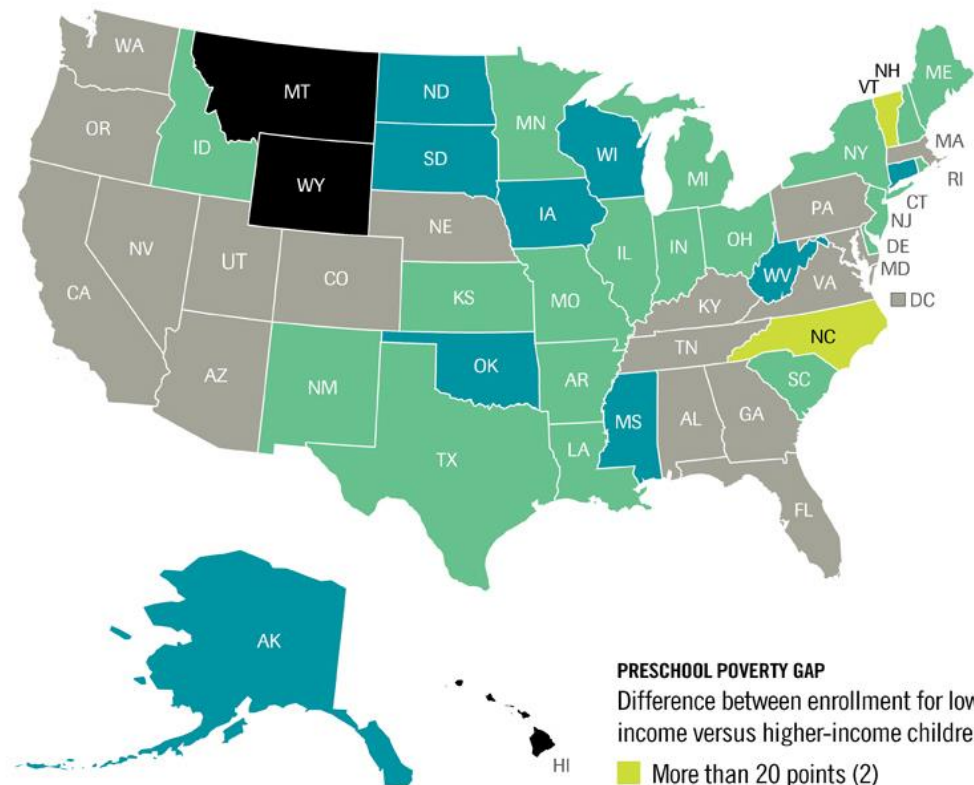 WA
MT
ND
MN
VT
NH
ME
OR
ID
SD
WI
MI
NY
MA
RI
WY
IA
PA
CT
NJ
NE
IL
IN
OH
DE
MD
NV
UT
CO
WV
VA
DC
CA
KS
MO
KY
NC
AZ
NM
OK
AR
TN
SC
MS
AL
GA
TX
LA
FL
AK
HI
PRESCHOOL POVERTY GAP
Difference between enrollment for low
income versus higher-income children
More than 20 points (2)